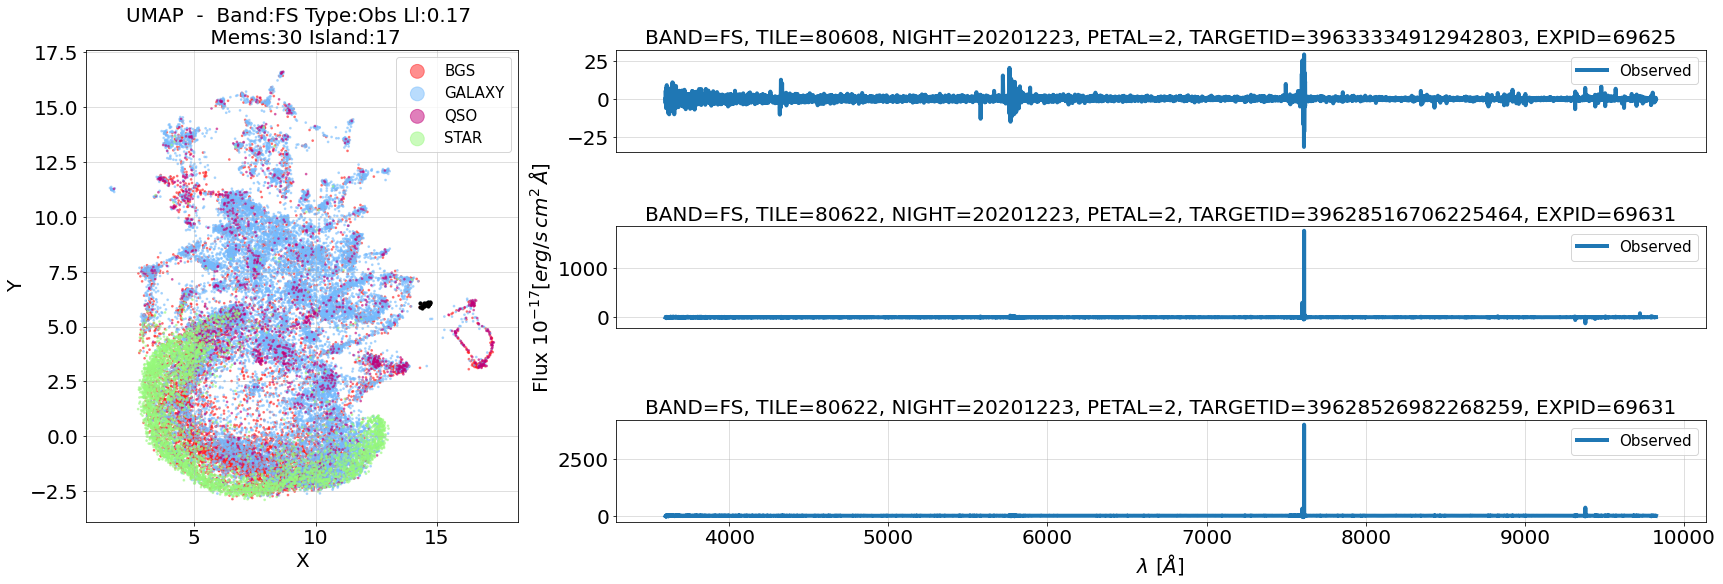 UMAP - Band:FS Type:Obs Ll:0.17
Mems:30 Island:17
17.5
15.0
12.5
10.0
7.5
5.0
2.5
0.0
−2.5
Y
5
10
15
X
BGS
GALAXY
QSO
STAR
Flux 10⁻¹⁷[erg/s cm² Å]
BAND=FS, TILE=80608, NIGHT=20201223, PETAL=2, TARGETID=39633334912942803, EXPID=69625
25
0
−25
Observed
BAND=FS, TILE=80622, NIGHT=20201223, PETAL=2, TARGETID=39628516706225464, EXPID=69631
1000
0
Observed
BAND=FS, TILE=80622, NIGHT=20201223, PETAL=2, TARGETID=39628526982268259, EXPID=69631
2500
0
Observed
4000
5000
6000
7000
8000
9000
10000
λ [Å]